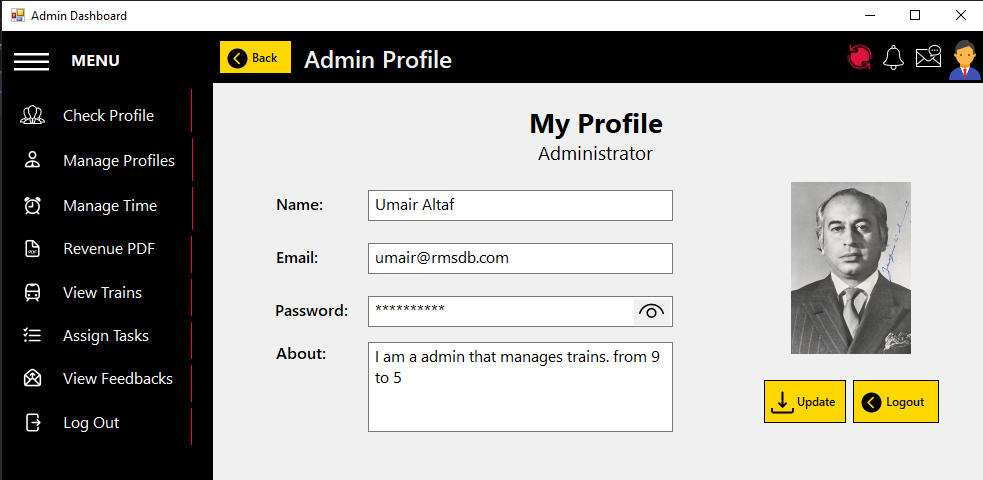 Admin Dashboard
MENU
Back
Admin Profile
Check Profile
Manage Profiles
Manage Time
Revenue PDF
PDF
View Trains
Assign Tasks
View Feedbacks
Log Out
My Profile
Administrator
Name:
Umair Altaf
Email:
umair@rmsdb.com
Password:
**********
About:
I am a admin that manages trains. from 9
to 5
Update
Logout